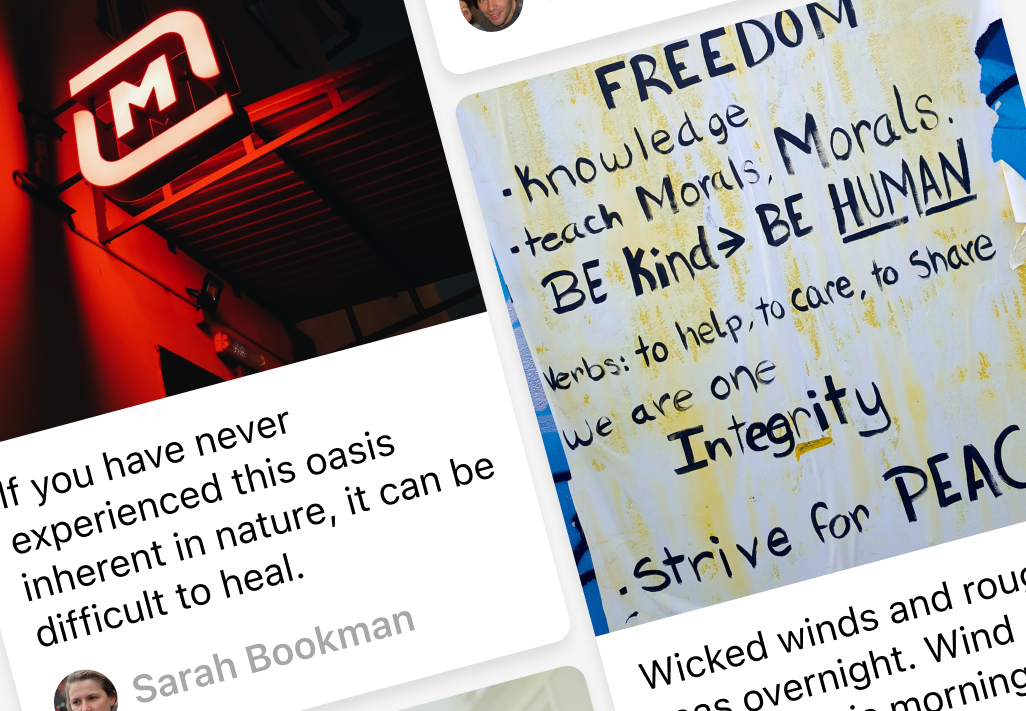 M
If you have never
experienced this oasis
inherent in nature, it can be
difficult to heal.
Sarah Bookman
FREEDOM
• Knowledge
• teach Morals, Morals.
BE Kind> BE HUMAN
Verbs: to help, to care, to Share
we are one
Integrity
• Strive for PEAC
Wicked winds and roug
overnight. Wind
morning